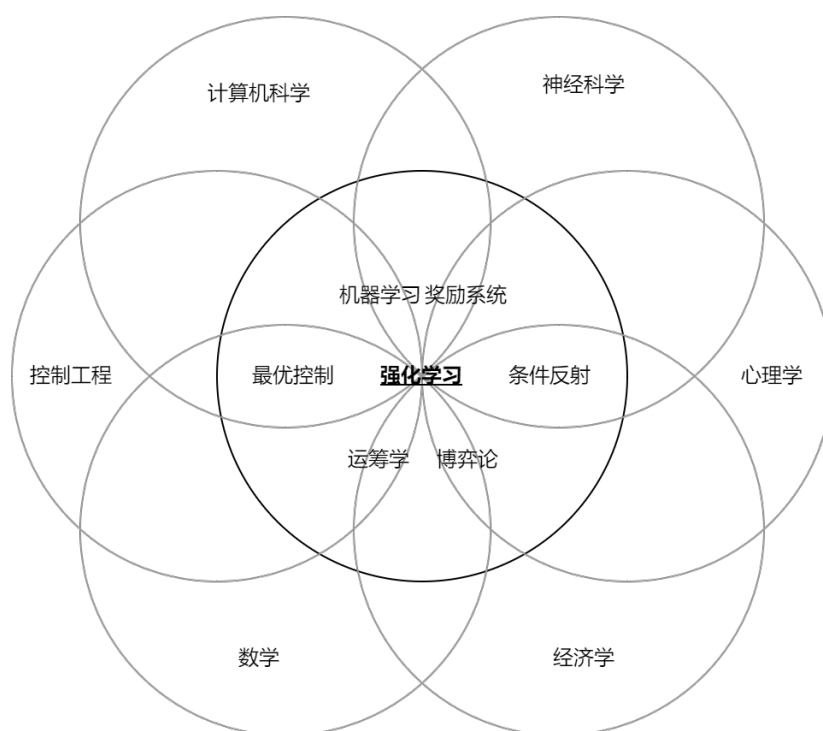 计算机科学
神经科学
机器学习 奖励系统
控制工程
最优控制
强化学习
条件反射
心理学
运筹学
博弈论
数学
经济学